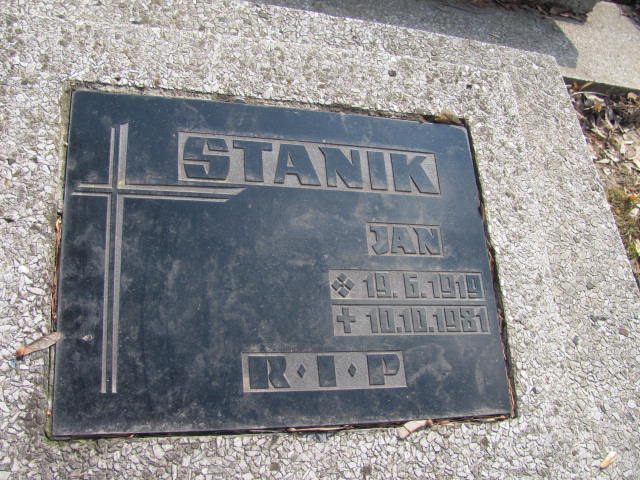 STANIK
JAN
19. 6. 1919
10.10.1981
R·I·P